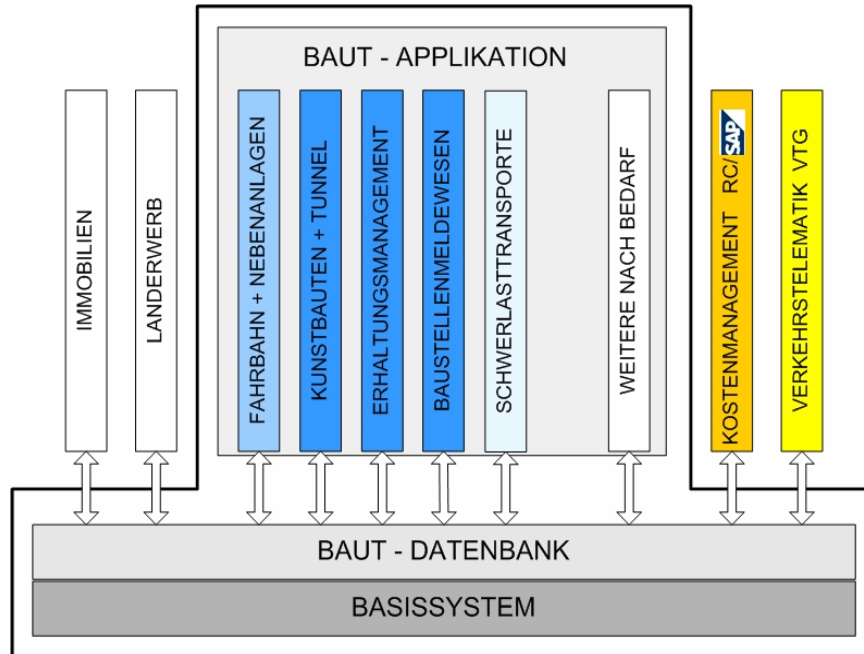 BAUT - APPLIKATION
IMMOBILIEN
LANDERWERB
FAHRBAHN + NEBENANLAGEN
KUNSTBAUTEN + TUNNEL
ERHALTUNGSMANAGEMENT
BAUSTELLENMELDEWESEN
SCHWERLASTTRANSPORTE
WEITERE NACH BEDARF
KOSTENMANAGEMENT RC/SAP
VERKEHRSTELEMATIK VTG
BAUT - DATENBANK
BASISSYSTEM